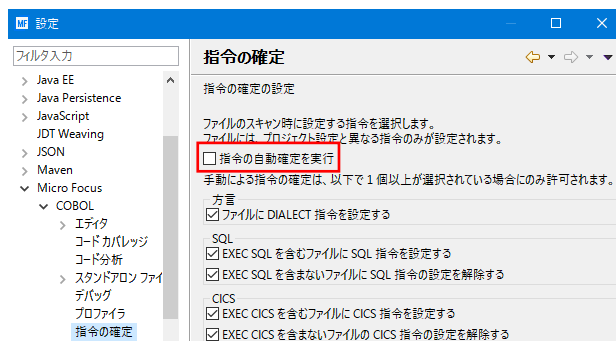 MF 設定
フィルタ入力
Java EE
Java Persistence
JavaScript
JDT Weaving
JSON
Maven
Micro Focus
COBOL
エディタ
コード カバレッジ
コード分析
スタンドアロン ファイ
デバッグ
プロファイラ
指令の確定
指令の確定
指令の確定の設定
ファイルのスキャン時に設定する指令を選択します。
ファイルには、プロジェクト設定と異なる指令のみが設定されます。
指令の自動確定を実行
手動による指令の確定は、以下で 1 個以上が選択されている場合にのみ許可されます。
方言
ファイルに DIALECT 指令を設定する
SQL
EXEC SQL を含むファイルに SQL 指令を設定する
EXEC SQL を含まないファイルに SQL 指令の設定を解除する
CICS
EXEC CICS を含むファイルに CICS 指令を設定する
EXEC CICS を含まないファイルの CICS 指令の設定を解除する